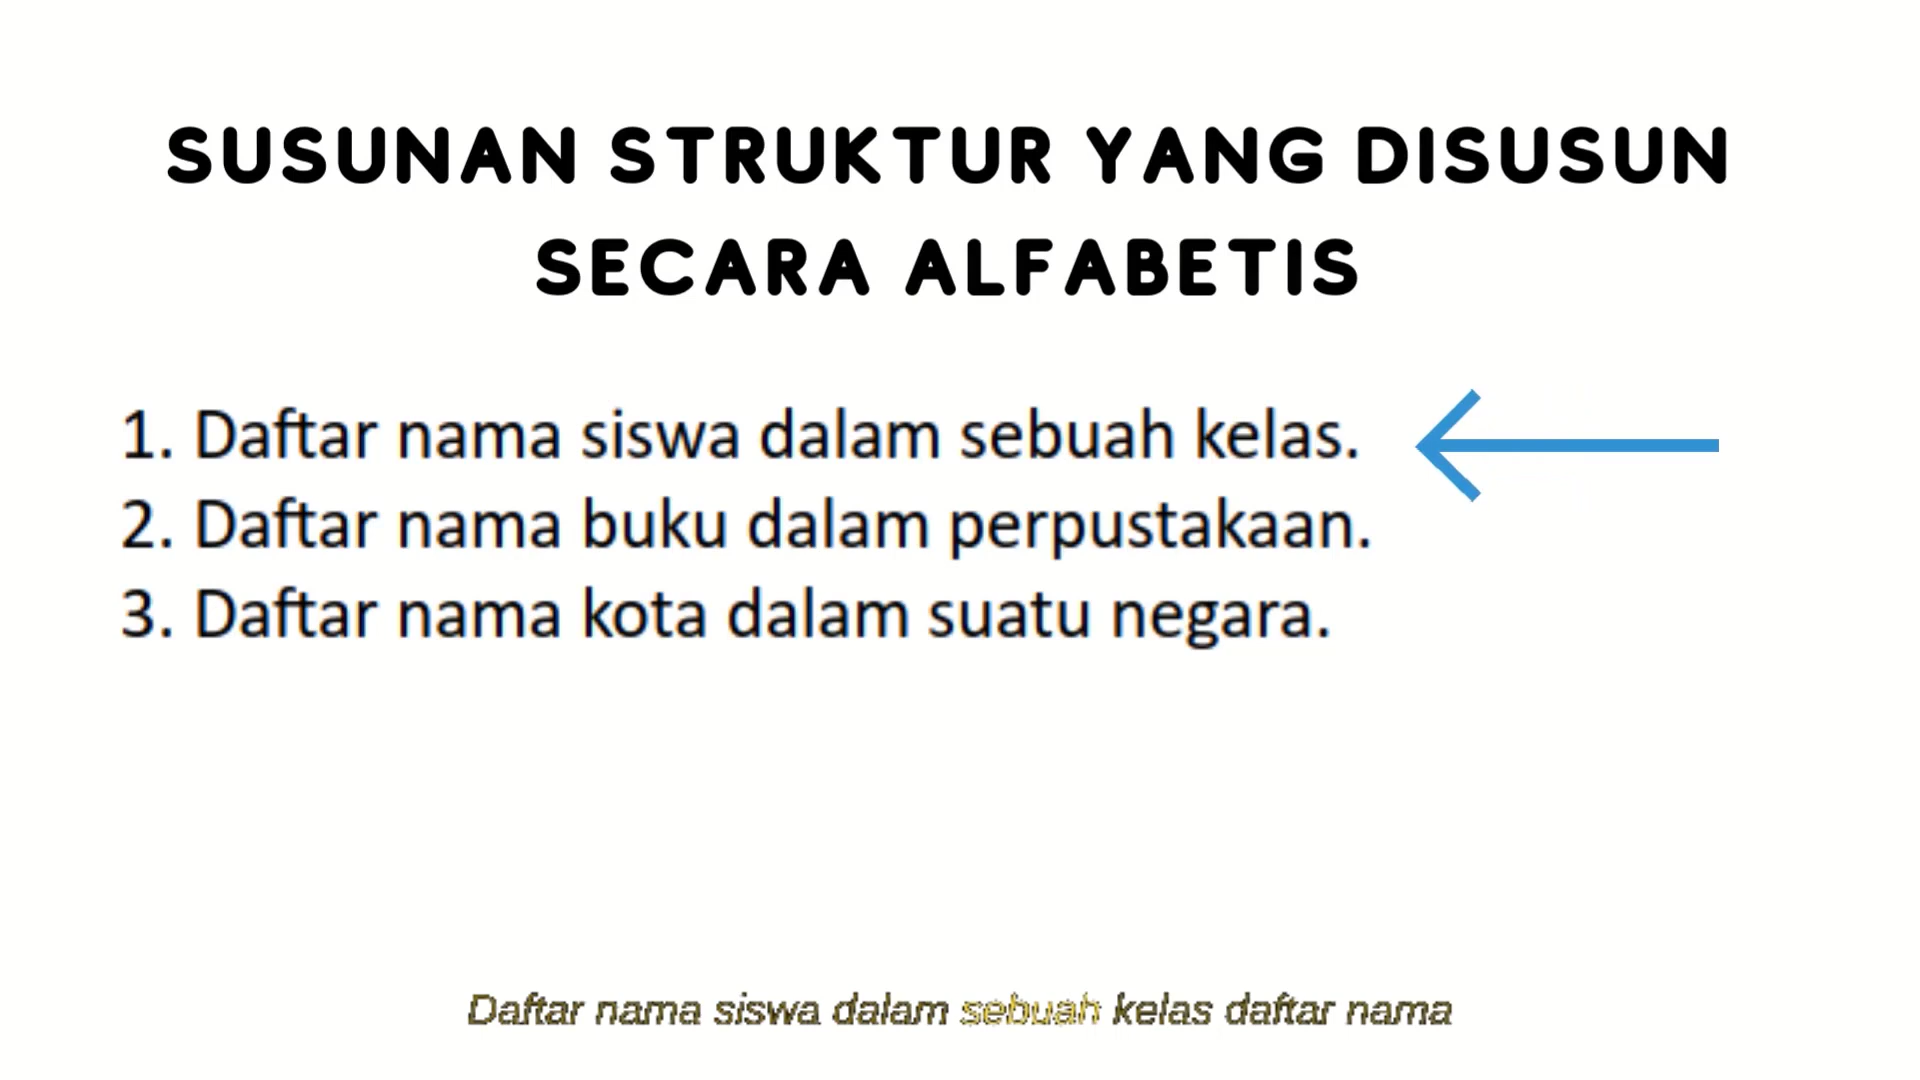 SUSUNAN STRUKTUR YANG DISUSUN
SECARA ALFABETIS
1. Daftar nama siswa dalam sebuah kelas.
2. Daftar nama buku dalam perpustakaan.
3. Daftar nama kota dalam suatu negara.
Daftar nama siswa dalam sebuah kelas daftar nama